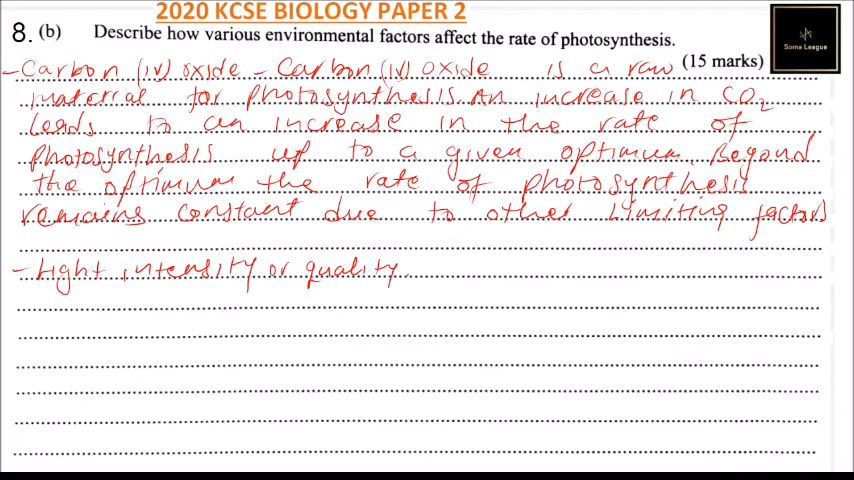 2020 KCSE BIOLOGY PAPER 2
8. (b) Describe how various environmental factors affect the rate of photosynthesis.
(15 marks)
Soma League
- Carbon (iv) oxide - Carbon (iv) oxide is a raw
material for photosynthesis. An increase in CO2
leads to an increase in the rate of
photosynthesis up to a given optimum. Beyond
the optimum the rate of photosynthesis
remains constant due to other limiting factors
- Light intensity or quality.